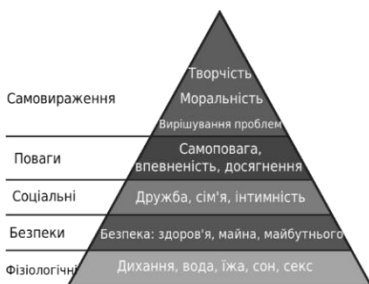 Творчість
Самовираження
Моральність
Вирішування проблем
Поваги
Самоповага,
впевненість, досягнення
Соціальні
Дружба, сім'я, інтимність
Безпеки
Безпека: здоров'я, майна, майбутнього
Фізіологічні
Дихання, вода, їжа, сон, секс